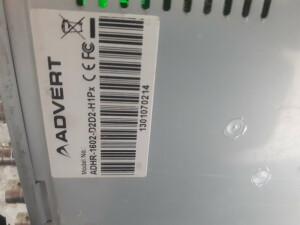 ADVERT
Model No:
ADHR-1602-D2D2-H1Px
CE FC
1301070214